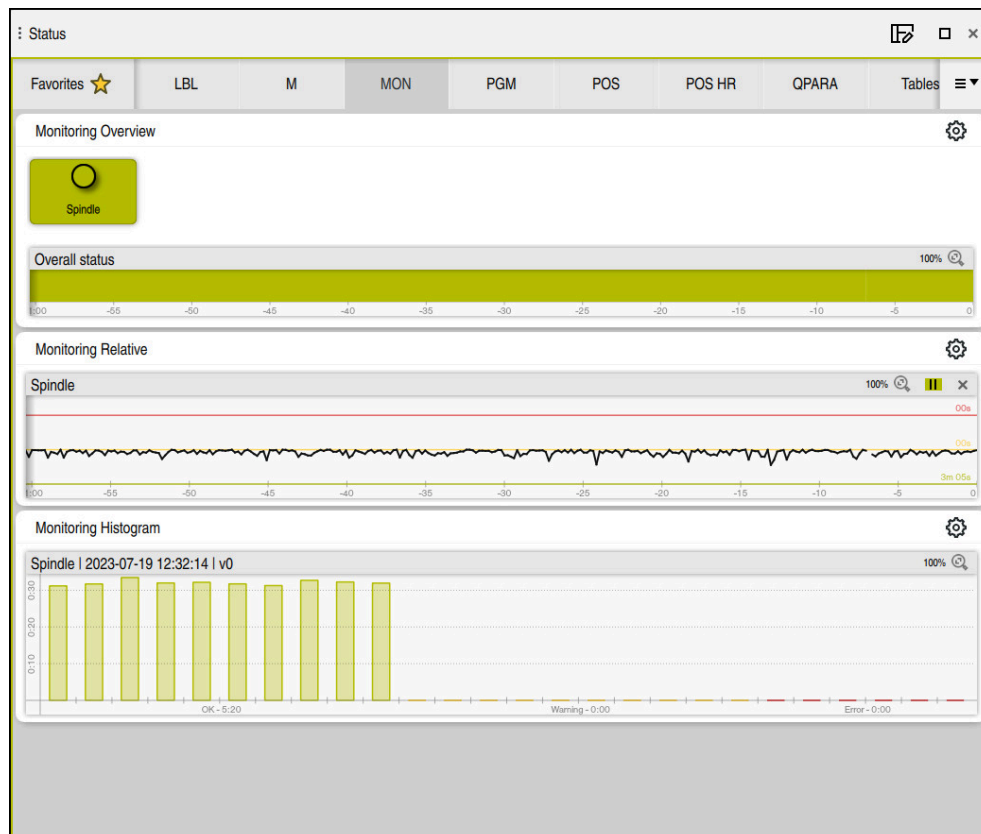 Status
Favorites LBL M MON PGM POS POS HR QPARA Tables
Monitoring Overview
Spindle
Overall status 100%
-55 -50 -45 -40 -35 -30 -25 -20 -15 -10 -5 0
Monitoring Relative
Spindle 100%
00s
00s
3m 05s
-55 -50 -45 -40 -35 -30 -25 -20 -15 -10 -5 0
Monitoring Histogram
Spindle | 2023-07-19 12:32:14 | v0 100%
0:30
0:20
0:10
OK - 5:20 Warning - 0:00 Error - 0:00